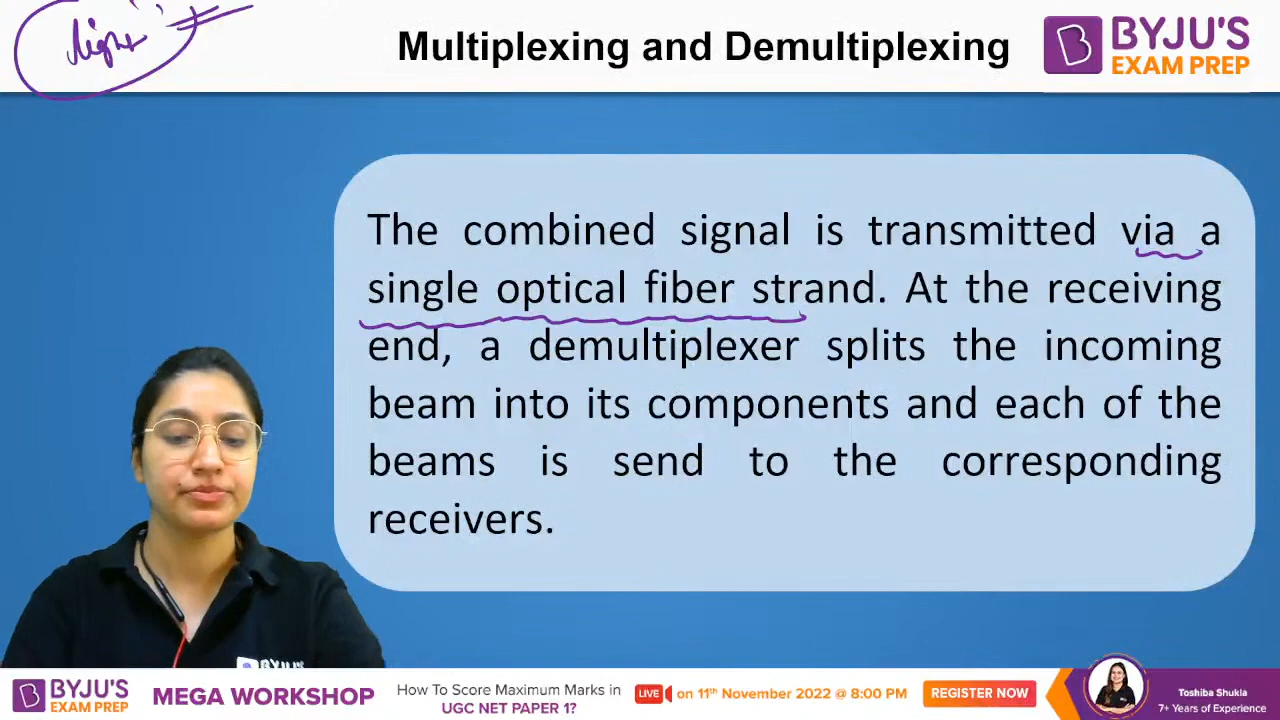 Multiplexing and Demultiplexing
BYJU'S
EXAM PREP
The combined signal is transmitted via a
single optical fiber strand. At the receiving
end, a demultiplexer splits the incoming
beam into its components and each of the
beams is send to the corresponding
receivers.
BYJU'S
BYJU'S
EXAM PREP
MEGA WORKSHOP
How To Score Maximum Marks in
UGC NET PAPER 1?
LIVE
on 11th November 2022 @ 8:00 PM
REGISTER NOW
Toshiba Shukla
7+ Years of Experience